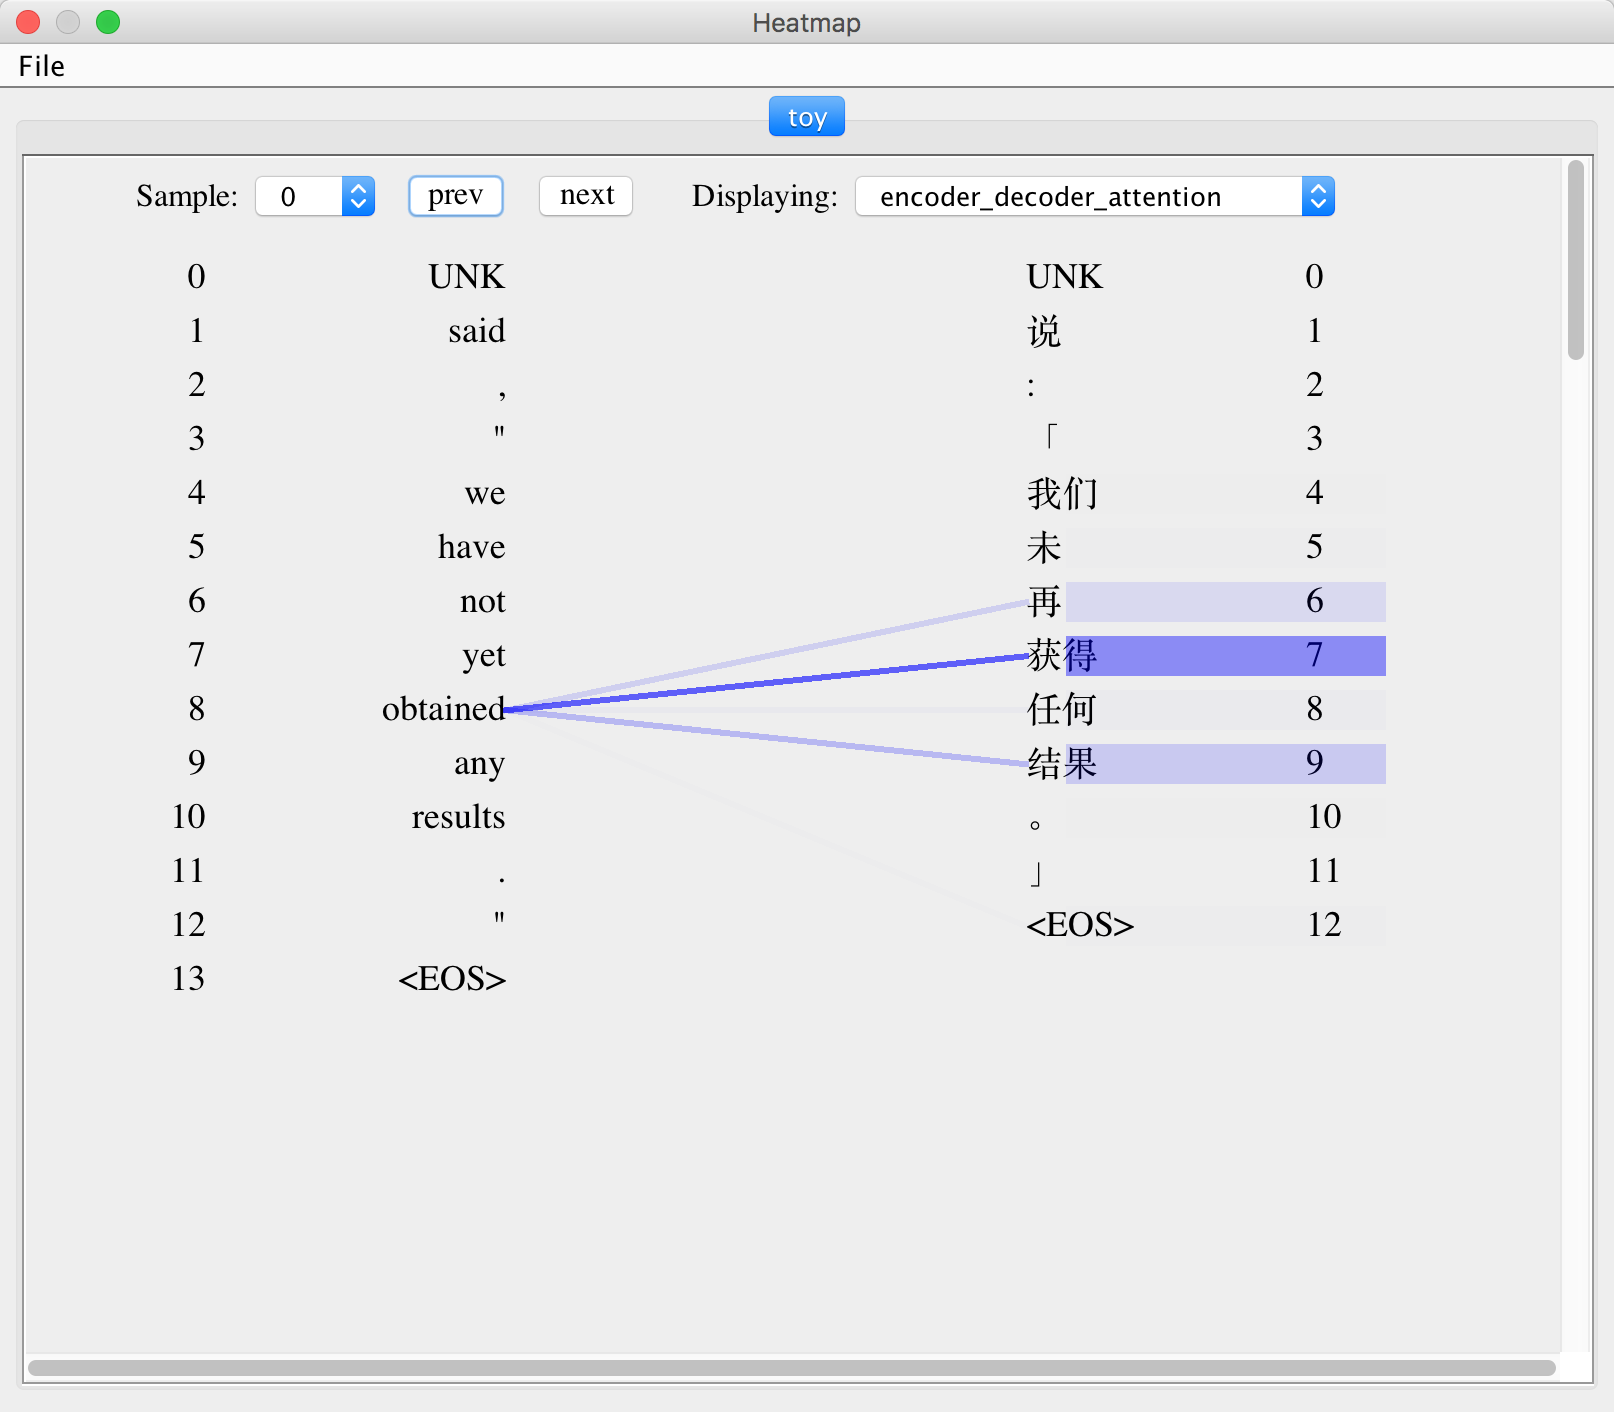 Heatmap
File
toy
Sample: 0 prev next Displaying: encoder_decoder_attention
0 UNK UNK 0
1 said 说 1
2 , : 2
3 " 「 3
4 we 我们 4
5 have 未 5
6 not 再 6
7 yet 获得 7
8 obtained 任何 8
9 any 结果 9
10 results 。 10
11 . 」 11
12 " <EOS> 12
13 <EOS>